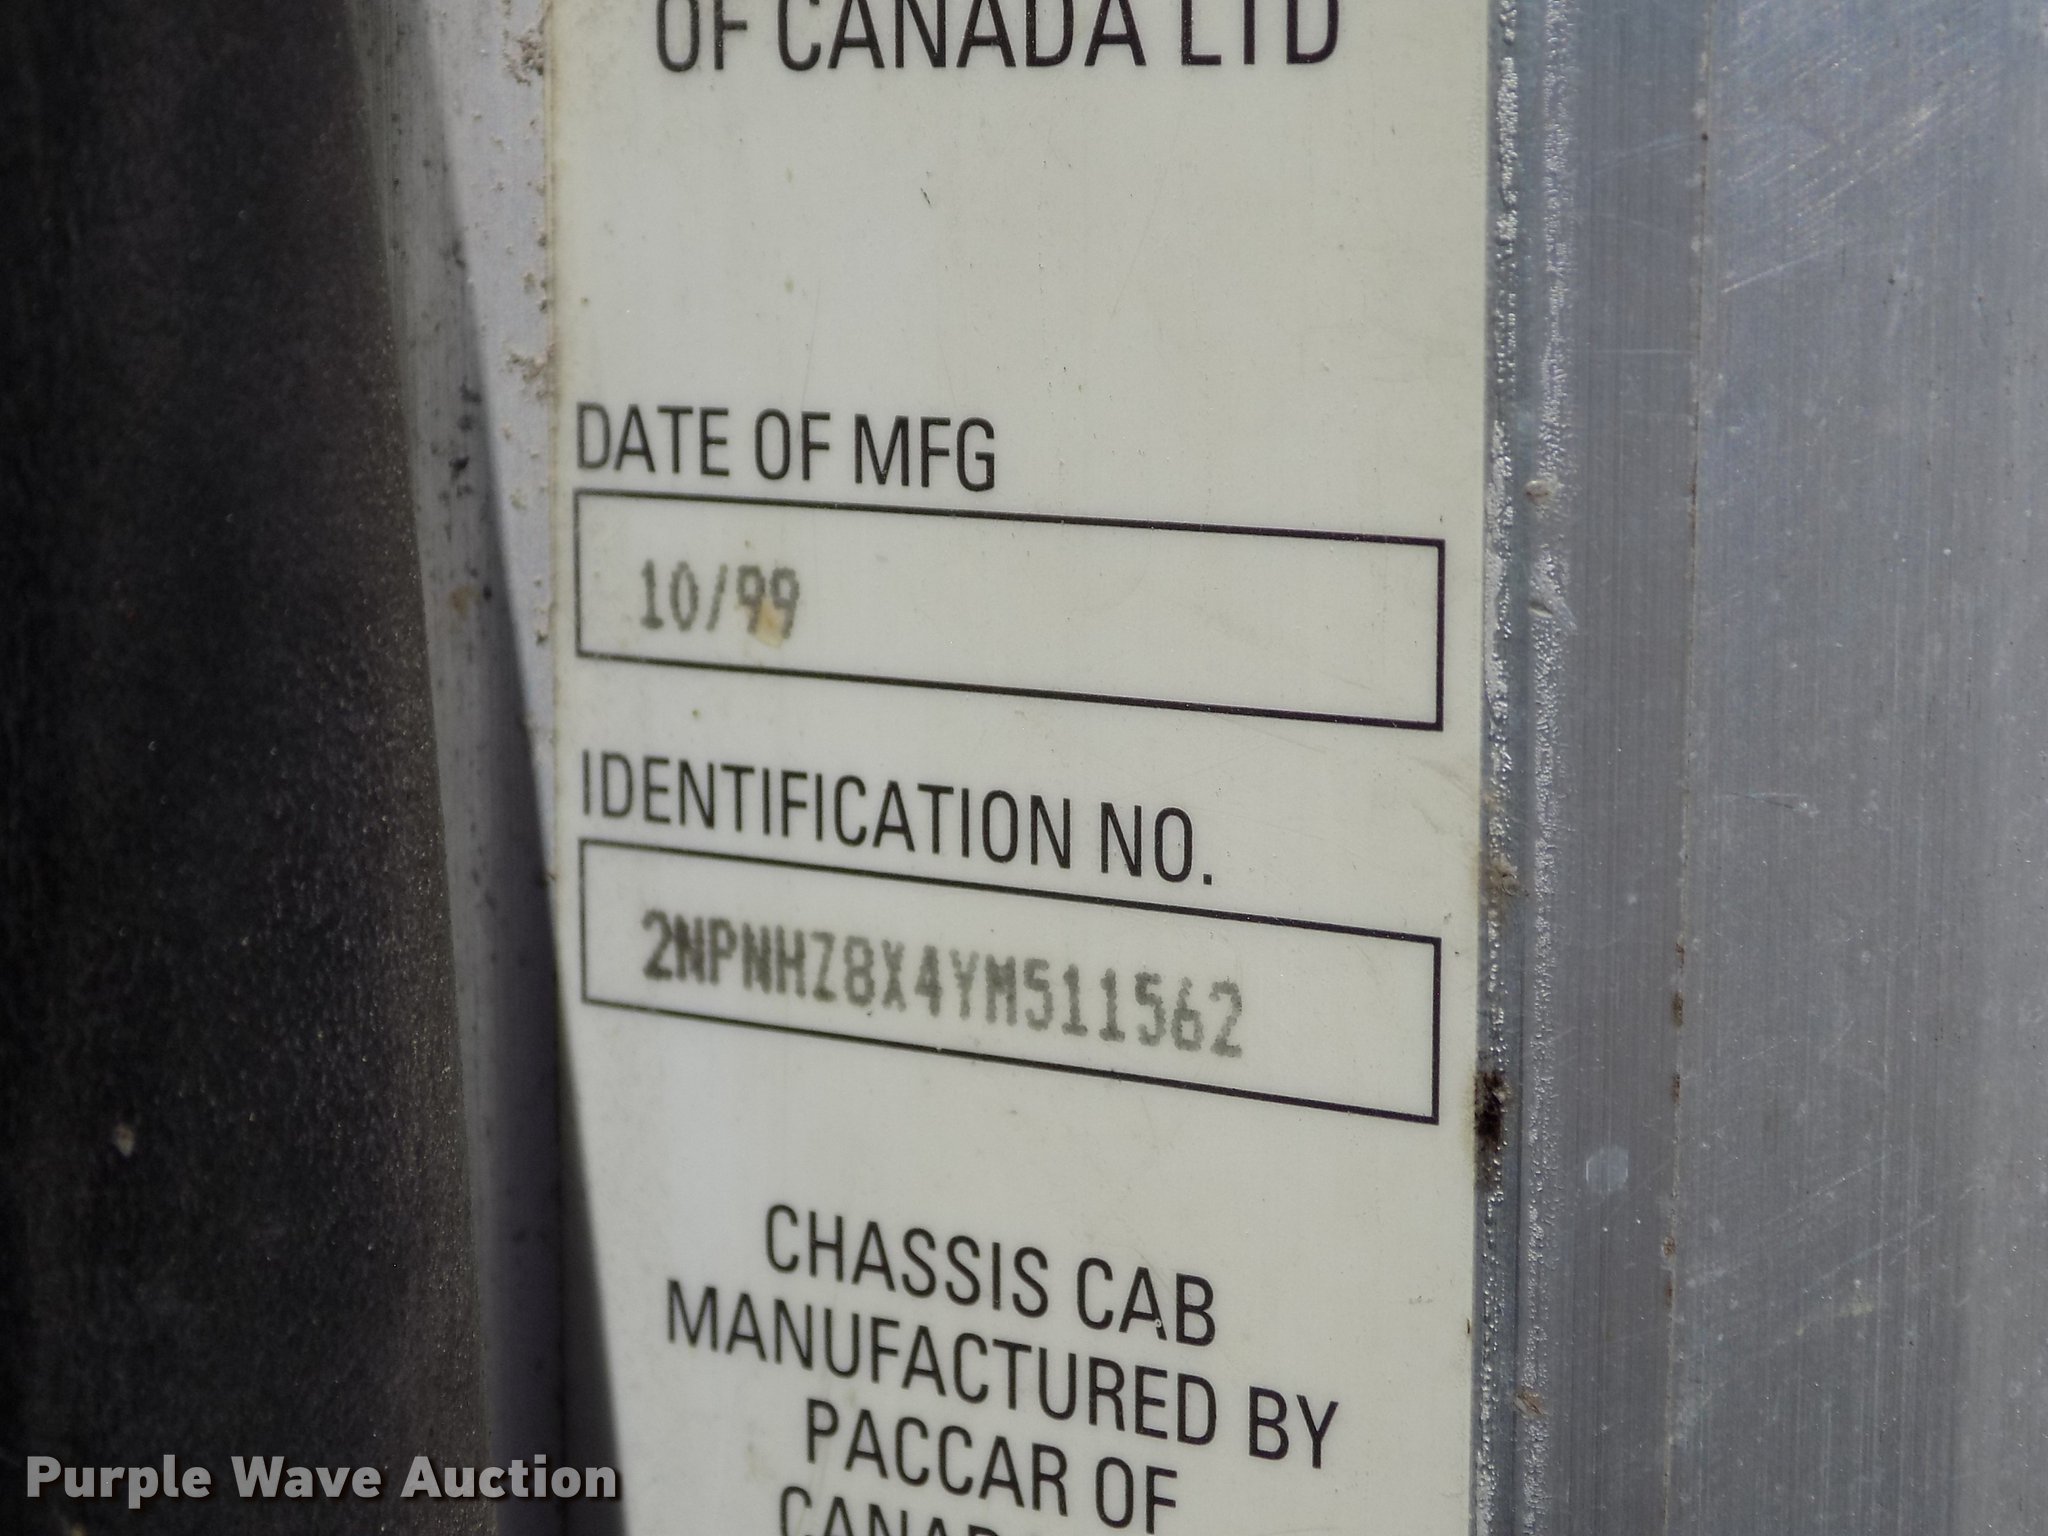 OF CANADA LTD
DATE OF MFG
10/99
IDENTIFICATION NO.
2NPNHZ8X4YM511562
CHASSIS CAB
MANUFACTURED BY
PACCAR OF
Purple Wave Auction